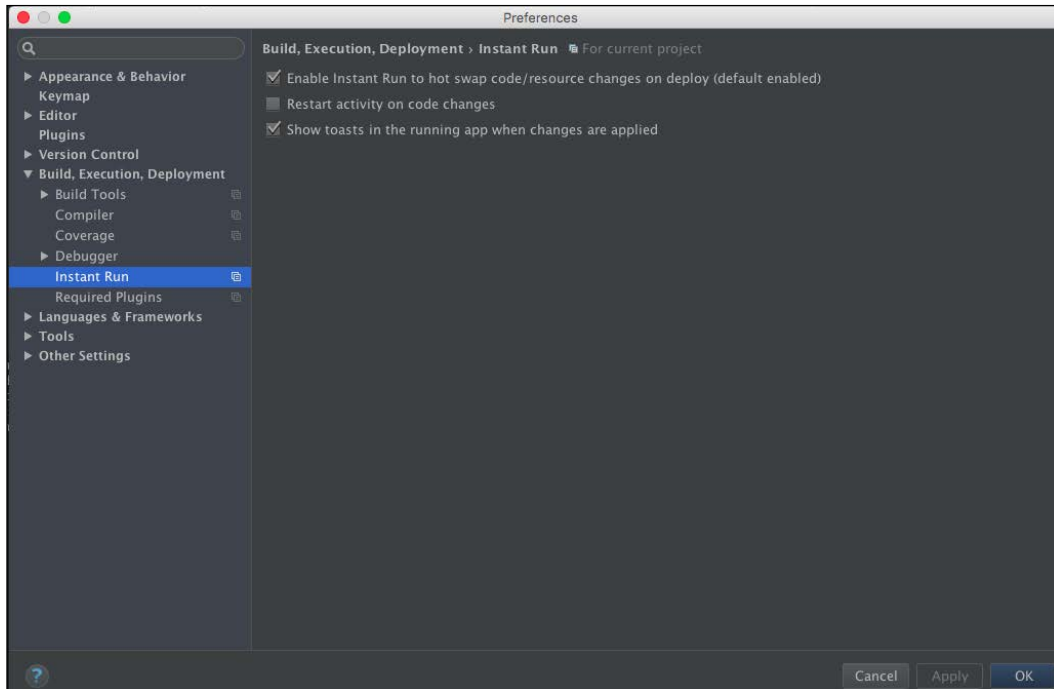 Preferences
Build, Execution, Deployment › Instant Run For current project
Enable Instant Run to hot swap code/resource changes on deploy (default enabled)
Restart activity on code changes
Show toasts in the running app when changes are applied
Appearance & Behavior
Keymap
Editor
Plugins
Version Control
Build, Execution, Deployment
Build Tools
Compiler
Coverage
Debugger
Instant Run
Required Plugins
Languages & Frameworks
Tools
Other Settings
?
Cancel Apply OK